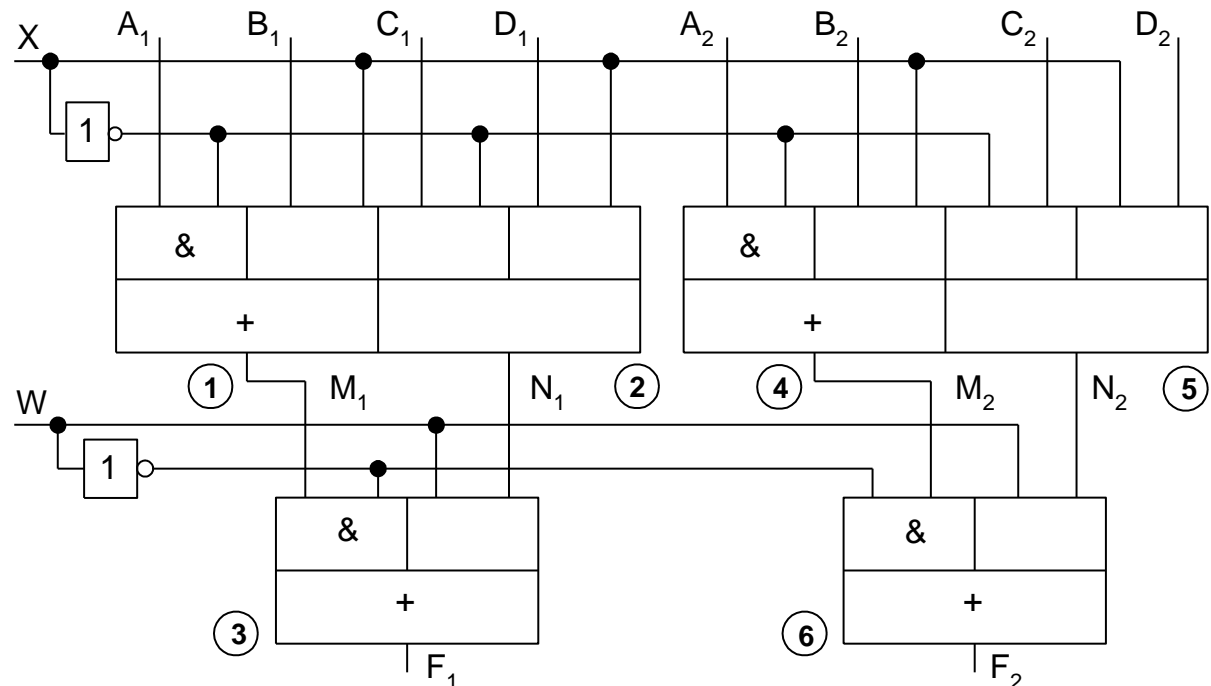 X A₁ B₁ C₁ D₁ A₂ B₂ C₂ D₂
1
& &
+ +
1 M₁ N₁ 2 4 M₂ N₂ 5
W
1
& &
+ +
3 6
F₁ F₂